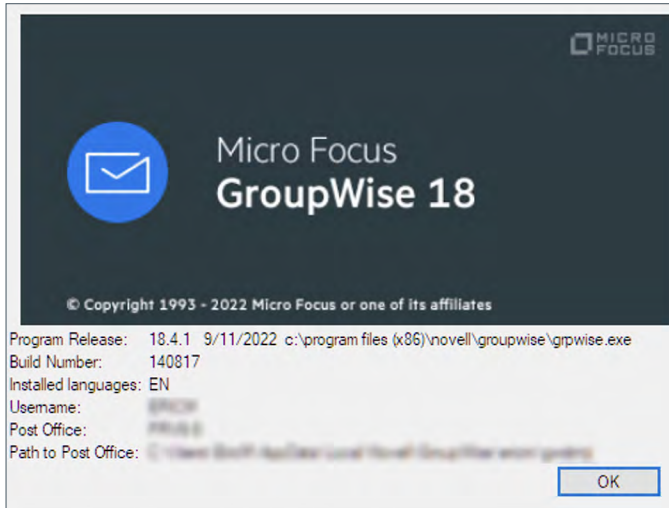 MICRO
FOCUS
Micro Focus
GroupWise 18
© Copyright 1993 - 2022 Micro Focus or one of its affiliates
Program Release: 18.4.1 9/11/2022 c:\program files (x86)\novell\groupwise\grpwise.exe
Build Number: 140817
Installed languages: EN
Username:
Post Office:
Path to Post Office:
OK